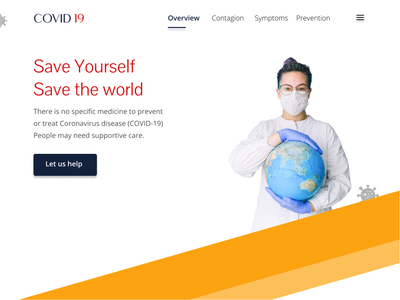 COVID 19
Overview Contagion Symptoms Prevention
Save Yourself
Save the world
There is no specific medicine to prevent
or treat Coronavirus disease (COVID-19)
People may need supportive care.
Let us help